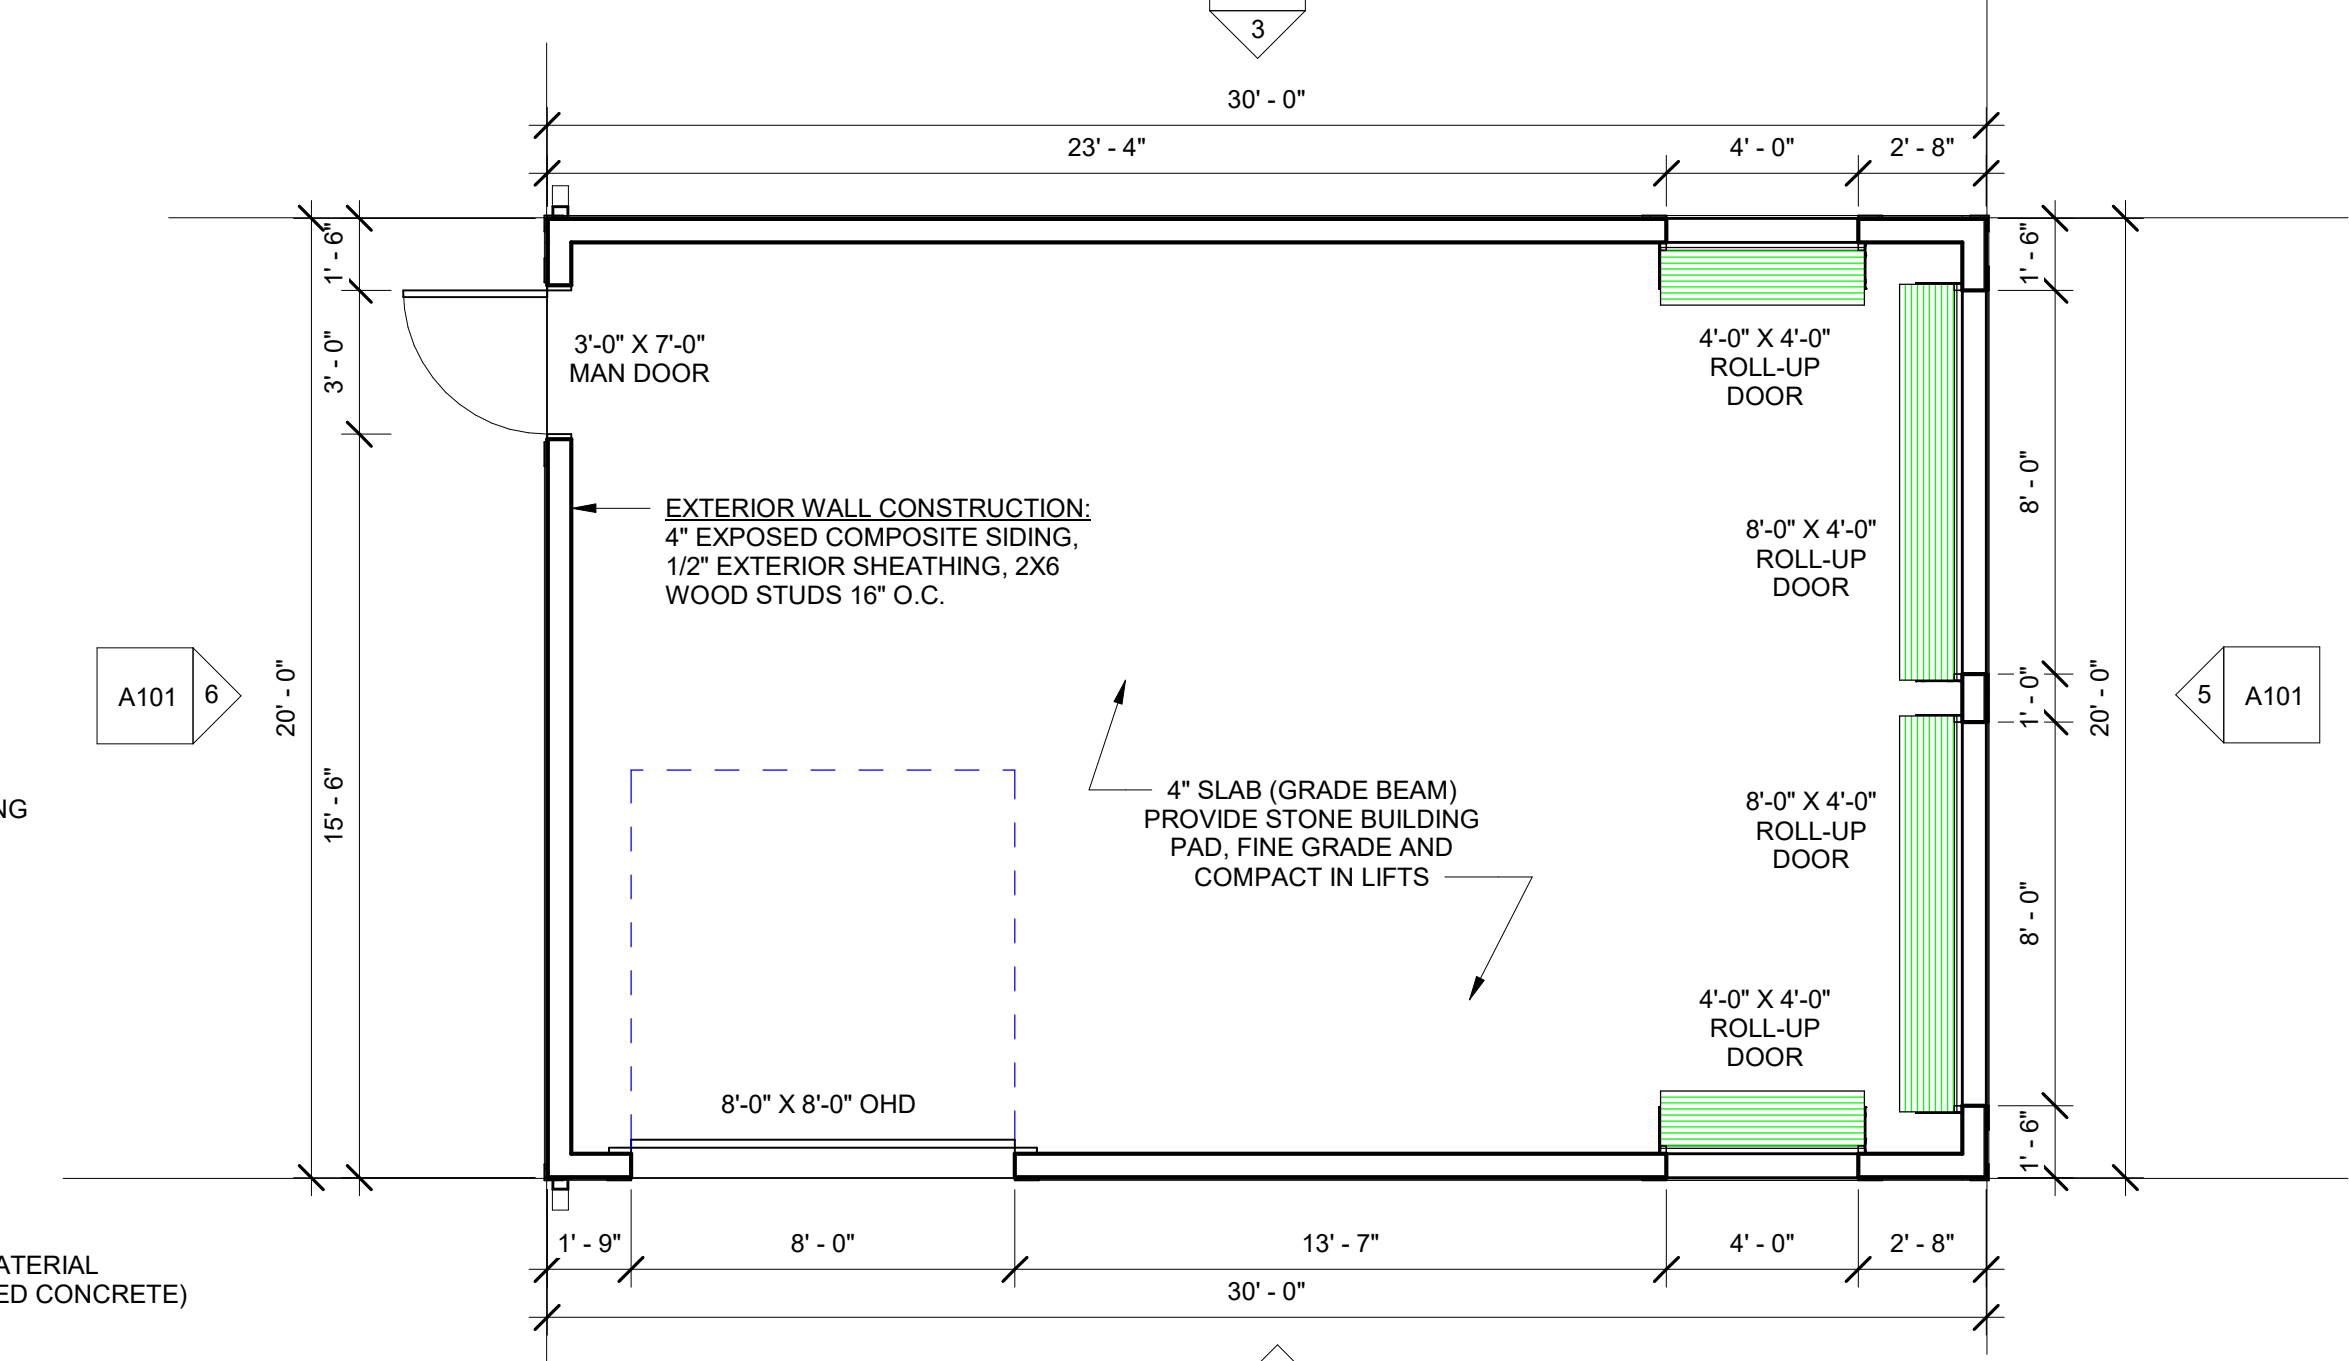 3
30' - 0"
23' - 4"
4' - 0"
2' - 8"
1' - 6"
3' - 0"
15' - 6"
20' - 0"
1' - 6"
8' - 0"
1' - 0"
8' - 0"
1' - 6"
20' - 0"
3'-0" X 7'-0"
MAN DOOR
4'-0" X 4'-0"
ROLL-UP
DOOR
EXTERIOR WALL CONSTRUCTION:
4" EXPOSED COMPOSITE SIDING,
1/2" EXTERIOR SHEATHING, 2X6
WOOD STUDS 16" O.C.
8'-0" X 4'-0"
ROLL-UP
DOOR
A101 6
5 A101
4" SLAB (GRADE BEAM)
PROVIDE STONE BUILDING
PAD, FINE GRADE AND
COMPACT IN LIFTS
8'-0" X 4'-0"
ROLL-UP
DOOR
NG
4'-0" X 4'-0"
ROLL-UP
DOOR
8'-0" X 8'-0" OHD
1' - 9"
8' - 0"
13' - 7"
4' - 0"
2' - 8"
30' - 0"
ATERIAL
ED CONCRETE)